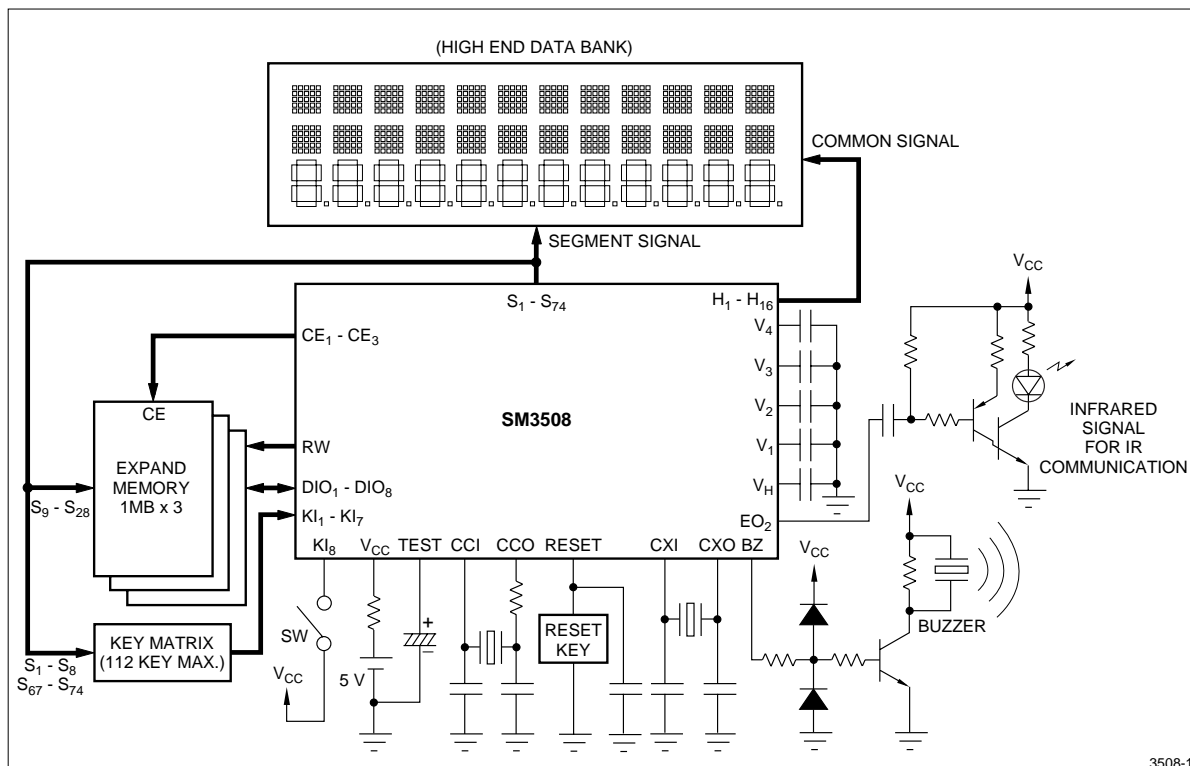 (HIGH END DATA BANK)
COMMON SIGNAL
SEGMENT SIGNAL
S1 - S74
H1 - H16
VCC
CE1 - CE3
V4
V3
V2
V1
VH
SM3508
CE
EXPAND
MEMORY
1MB x 3
RW
DIO1 - DIO8
KI1 - KI7
S9 - S28
EO2
INFRARED
SIGNAL
FOR IR
COMMUNICATION
VCC
KI8
VCC
TEST
CCI
CCO
RESET
CXI
CXO
BZ
VCC
BUZZER
SW
RESET
KEY
KEY MATRIX
(112 KEY MAX.)
S1 - S8
S67 - S74
VCC
5 V
+
–
3508-1